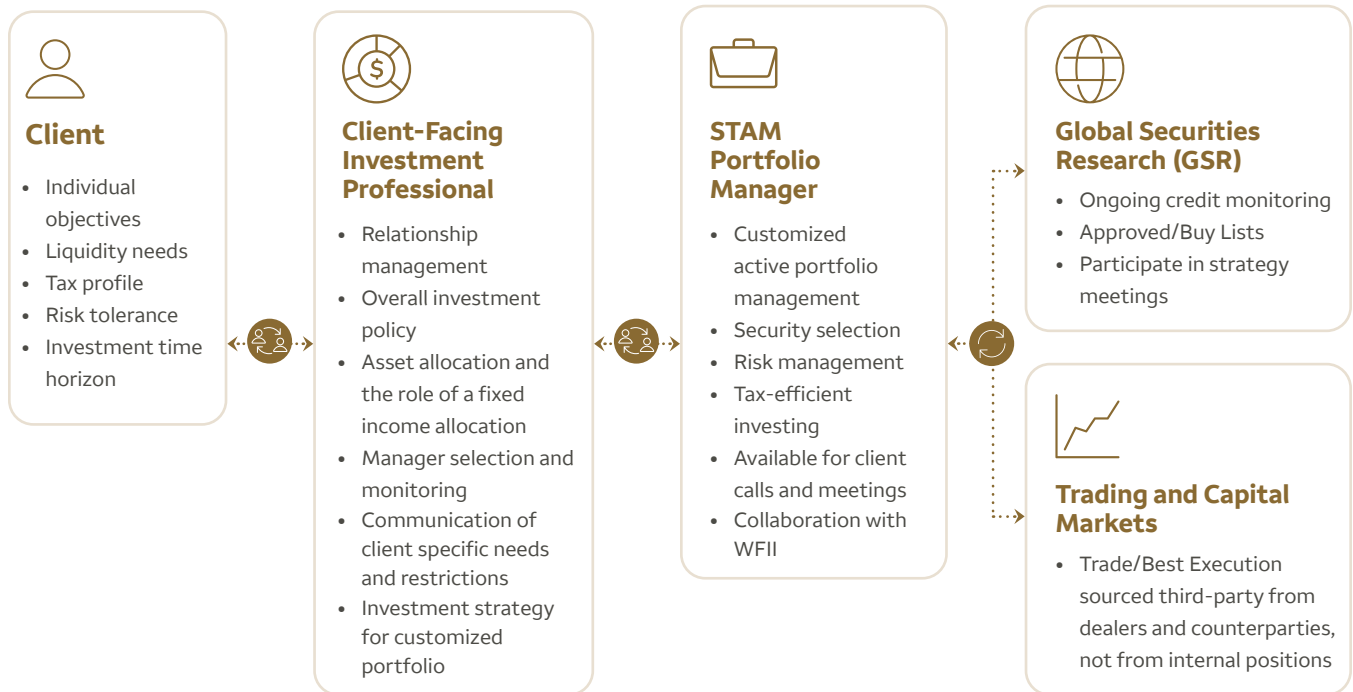 Client
• Individual
objectives
• Liquidity needs
• Tax profile
• Risk tolerance
• Investment time
horizon
$
Client-Facing
Investment
Professional
• Relationship
management
• Overall investment
policy
• Asset allocation and
the role of a fixed
income allocation
• Manager selection and
monitoring
• Communication of
client specific needs
and restrictions
• Investment strategy
for customized
portfolio
STAM
Portfolio
Manager
• Customized
active portfolio
management
• Security selection
• Risk management
• Tax-efficient
investing
• Available for client
calls and meetings
• Collaboration with
WFII
Global Securities
Research (GSR)
• Ongoing credit monitoring
• Approved/Buy Lists
• Participate in strategy
meetings
Trading and Capital
Markets
• Trade/Best Execution
sourced third-party from
dealers and counterparties,
not from internal positions